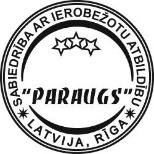 SABIEDRĪBA AR IEROBEŽOTU ATBILDĪBU
"PARAUGS"
* LATVIJA, RĪGA *